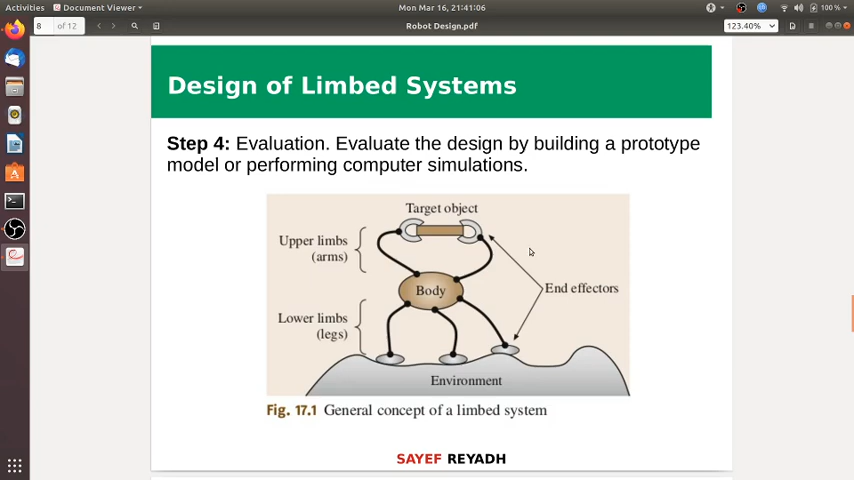 Activities Document Viewer Mon Mar 16, 21:41:06 100 %
8 of 12 Robot Design.pdf 123.40%
Design of Limbed Systems
Step 4: Evaluation. Evaluate the design by building a prototype
model or performing computer simulations.
Target object
Upper limbs
(arms)
Body
End effectors
Lower limbs
(legs)
Environment
Fig. 17.1 General concept of a limbed system
SAYEF REYADH